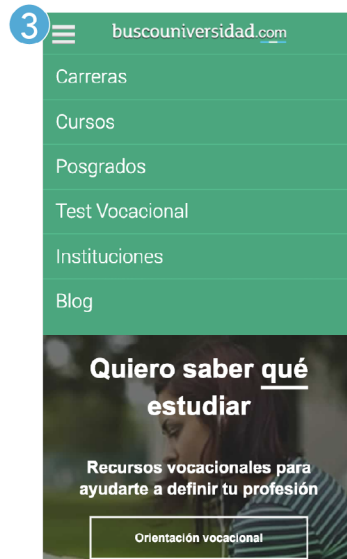 3
buscouniversidad.com
Carreras
Cursos
Posgrados
Test Vocacional
Instituciones
Blog
Quiero saber qué
estudiar
Recursos vocacionales para
ayudarte a definir tu profesión
Orientación vocacional